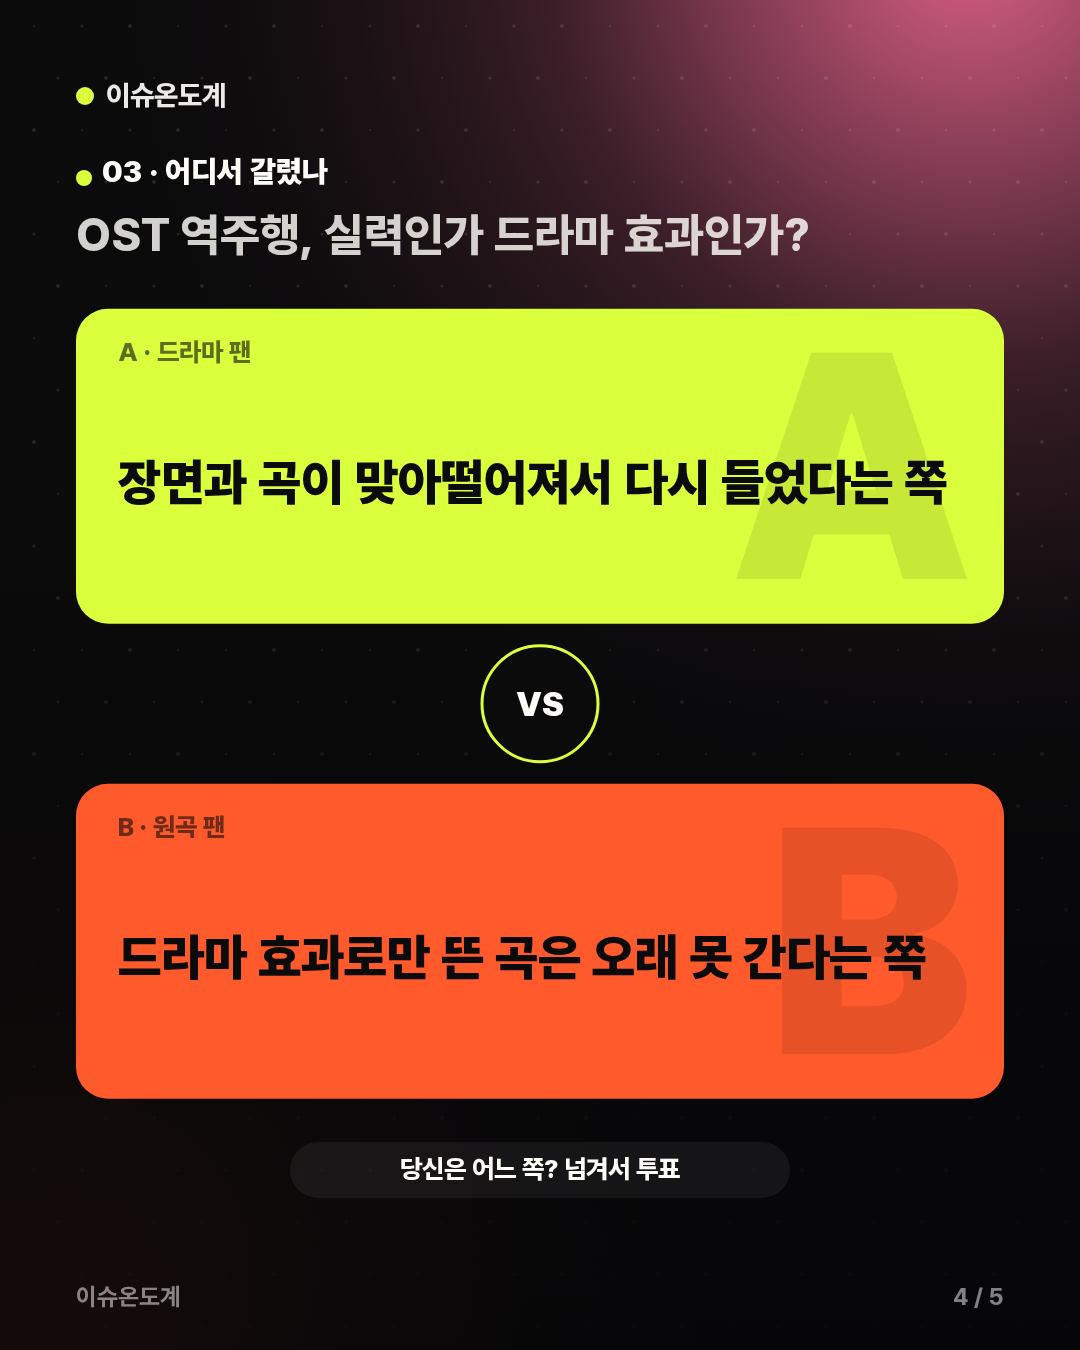 이슈온도계
03 · 어디서 갈렸나
OST 역주행, 실력인가 드라마 효과인가?
A · 드라마 팬
장면과 곡이 맞아떨어져서 다시 들었다는 쪽
A
VS
B · 원곡 팬
드라마 효과로만 뜬 곡은 오래 못 간다는 쪽
B
당신은 어느 쪽? 넘겨서 투표
이슈온도계
4 / 5